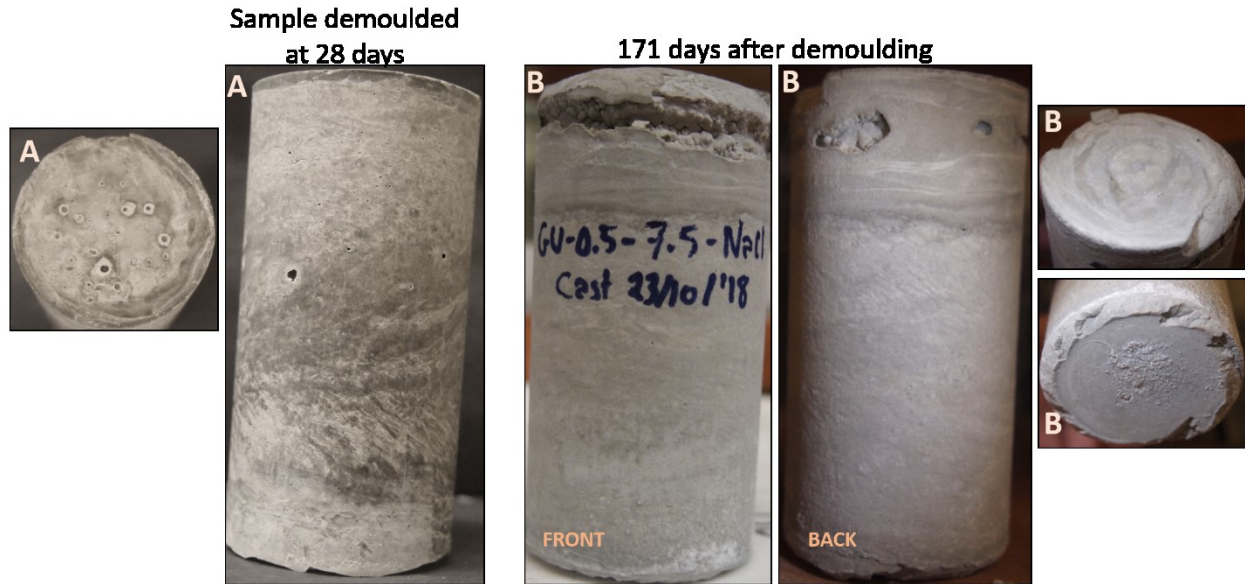 Sample demoulded
at 28 days
171 days after demoulding
A
A
B
B
B
B
GU-0.5-7.5-NaCl
Cast 23/10/'18
FRONT
BACK